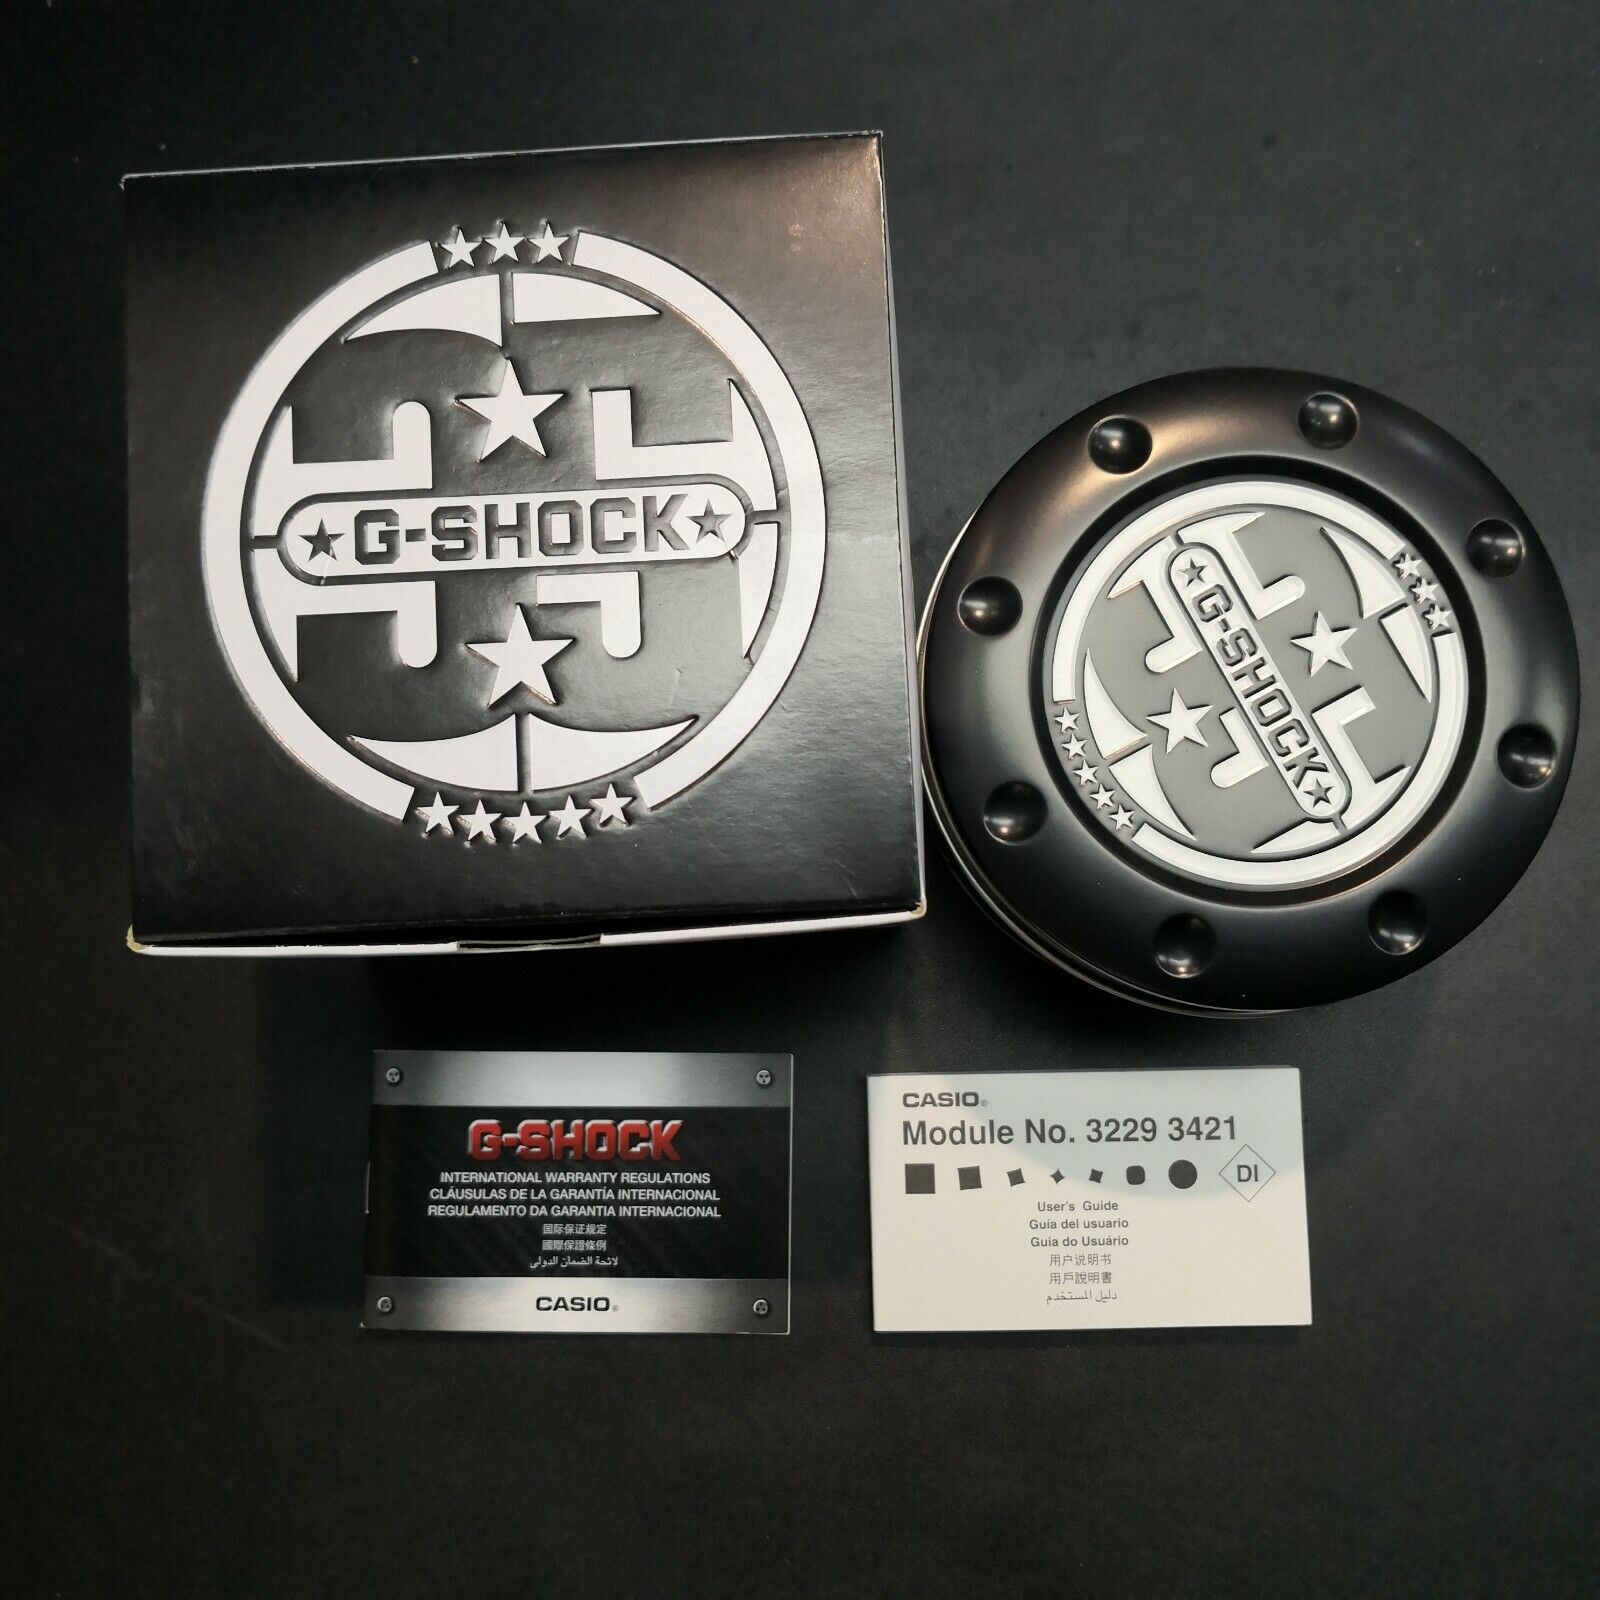 G-SHOCK
G-SHOCK
G-SHOCK
INTERNATIONAL WARRANTY REGULATIONS
CLÁUSULAS DE LA GARANTÍA INTERNACIONAL
REGULAMENTO DA GARANTIA INTERNACIONAL
国际保证规定
國際保證條例
لائحة الضمان الدولى
CASIO®
CASIO®
Module No. 3229 3421
DI
User's Guide
Guía del usuario
Guia do Usuário
用户说明书
用戶說明書
دليل المستخدم